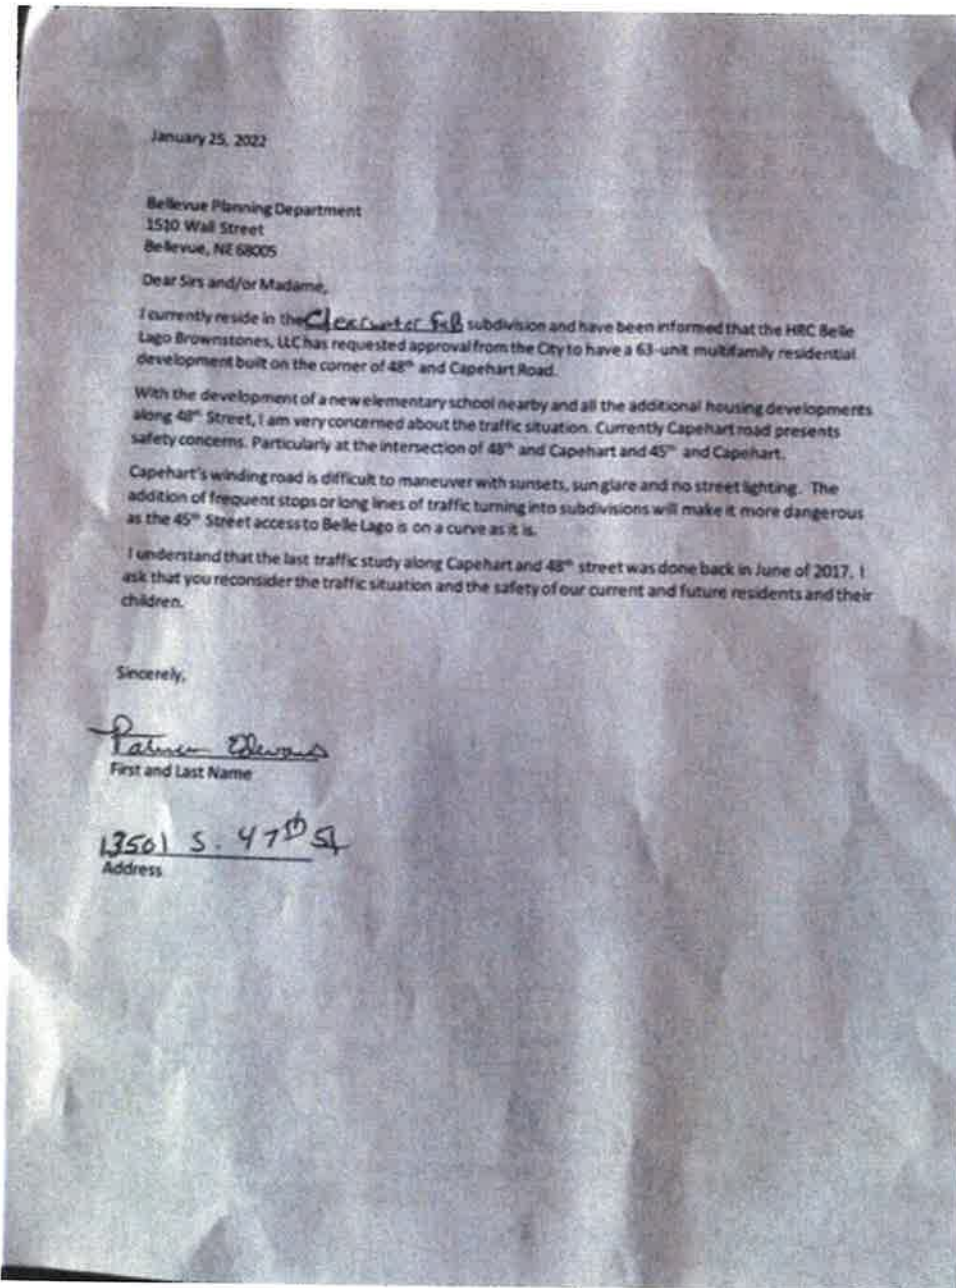 January 25, 2022
Bellevue Planning Department
1510 Wall Street
Bellevue, NE 68005
Dear Sirs and/or Madame,
I currently reside in the Clearwater subdivision and have been informed that the HRC Belle
Lago Brownstones, LLC has requested approval from the City to have a 63-unit multifamily residential
development built on the corner of 48th and Capehart Road.
With the development of a new elementary school nearby and all the additional housing developments
along 48th Street, I am very concerned about the traffic situation. Currently Capehart road presents
safety concerns. Particularly at the intersection of 48th and Capehart and 45th and Capehart.
Capehart's winding road is difficult to maneuver with sunsets, sun glare and no street lighting. The
addition of frequent stops or long lines of traffic turning into subdivisions will make it more dangerous
as the 45th Street access to Belle Lago is on a curve as it is.
I understand that the last traffic study along Capehart and 48th street was done back in June of 2017. I
ask that you reconsider the traffic situation and the safety of our current and future residents and their
children.
Sincerely,
First and Last Name
13501 S. 47th St
Address